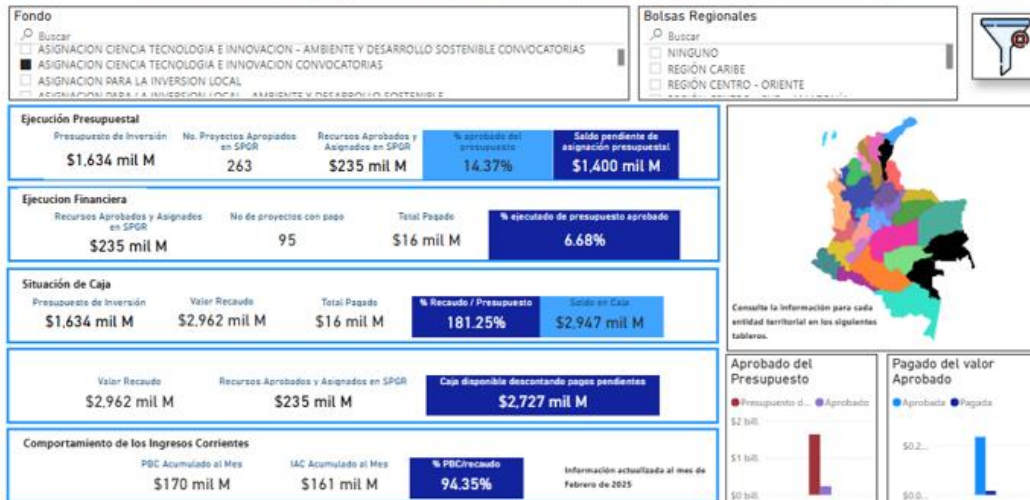 Fondo
Buscar
ASIGNACION CIENCIA TECNOLOGIA E INNOVACION - AMBIENTE Y DESARROLLO SOSTENIBLE CONVOCATORIAS
ASIGNACION CIENCIA TECNOLOGIA E INNOVACION CONVOCATORIAS
ASIGNACION PARA LA INVERSION LOCAL
ASIGNACION PARA LA INVERSION LOCAL - AMBIENTE Y DESARROLLO SOSTENIBLE
Bolsas Regionales
Buscar
NINGUNO
REGIÓN CARIBE
REGIÓN CENTRO - ORIENTE
Ejecución Presupuestal
Presupuesto de Inversión
$1,634 mil M
No. Proyectos Apropiados
en SPGR
263
Recursos Aprobados y
Asignados en SPGR
$235 mil M
% aprobado del
presupuesto
14.37%
Saldo pendiente de
asignación presupuestal
$1,400 mil M
Ejecucion Financiera
Recursos Aprobados y Asignados
en SPGR
$235 mil M
No de proyectos con pago
95
Total Pagado
$16 mil M
% ejecutado de presupuesto aprobado
6.68%
Situación de Caja
Presupuesto de Inversión
$1,634 mil M
Valor Recaudo
$2,962 mil M
Total Pagado
$16 mil M
% Recaudo / Presupuesto
181.25%
Saldo en Caja
$2,947 mil M
Valor Recaudo
$2,962 mil M
Recursos Aprobados y Asignados en SPGR
$235 mil M
Caja disponible descontando pagos pendientes
$2,727 mil M
Comportamiento de los Ingresos Corrientes
PBC Acumulado al Mes
$170 mil M
IAC Acumulado al Mes
$161 mil M
% PBC/recaudo
94.35%
Información actualizada al mes de
Febrero de 2025
Consulte la información para cada
entidad territorial en los siguientes
tableros.
Aprobado del
Presupuesto
Presupuesto d... Aprobado
$2 bill.
$1 bill.
$0 bill.
Pagado del valor
Aprobado
Aprobada Pagada
$0.2...
$0.0...